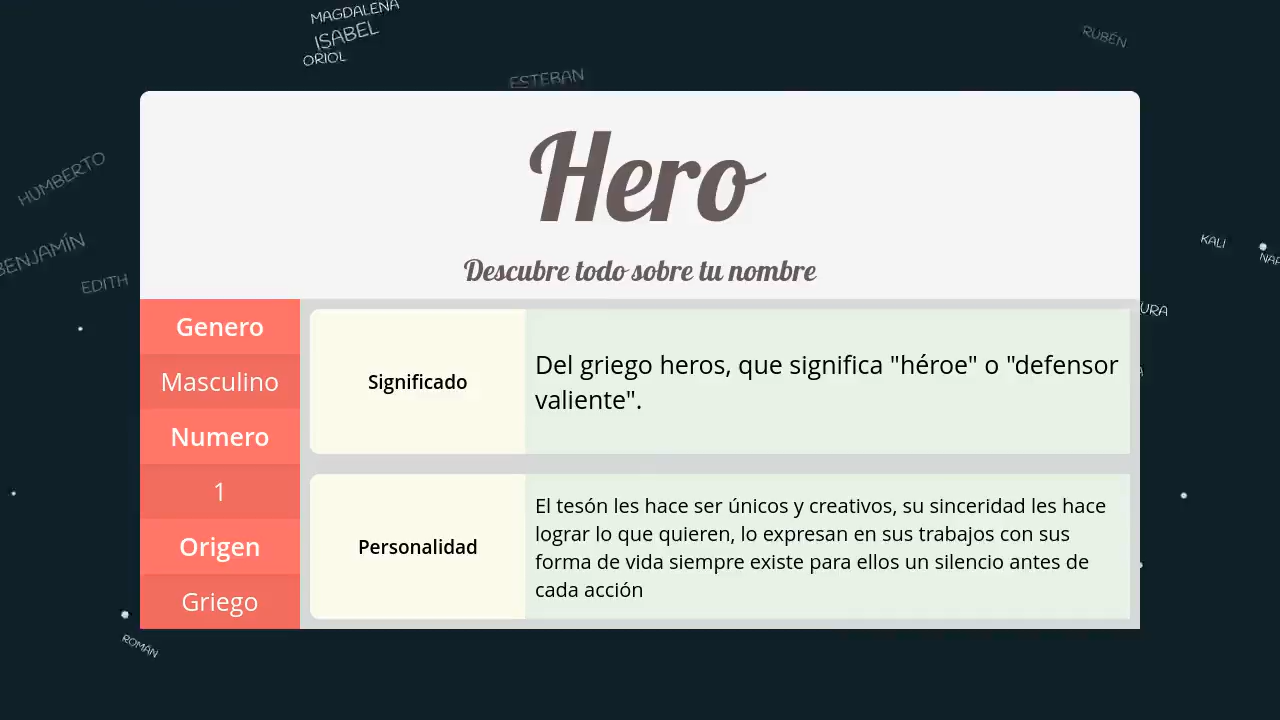 MAGDALENA
ISABEL
ORIOL
RUBÉN
ESTEBAN
Hero
HUMBERTO
BENJAMÍN
KALI
Descubre todo sobre tu nombre
EDITH
Genero
Masculino
Numero
1
Origen
Griego
Significado
Del griego heros, que significa "héroe" o "defensor
valiente".
Personalidad
El tesón les hace ser únicos y creativos, su sinceridad les hace
lograr lo que quieren, lo expresan en sus trabajos con sus
forma de vida siempre existe para ellos un silencio antes de
cada acción
ROMÁN